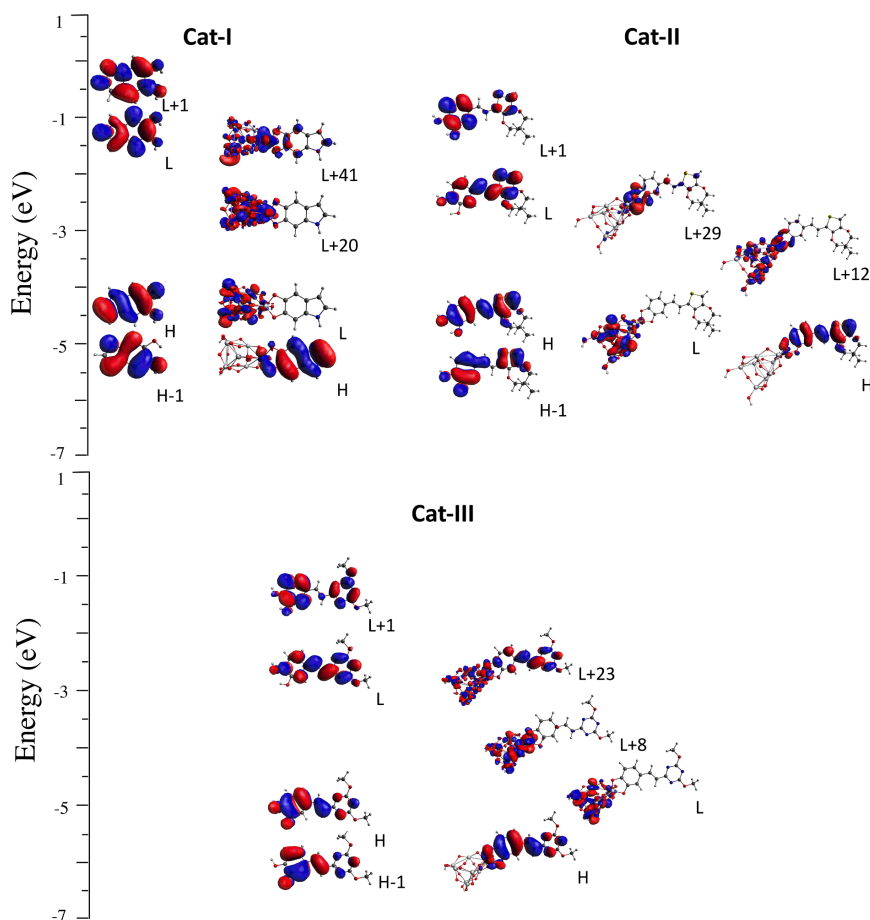 Cat-I
Cat-II
Energy (eV)
1
-1
-3
-5
-7
L+1
L
H
H-1
L+41
L+20
L
H
L+1
L
H
H-1
L+29
L
L+12
H
Cat-III
Energy (eV)
1
-1
-3
-5
-7
L+1
L
H
H-1
L+23
L+8
L
H